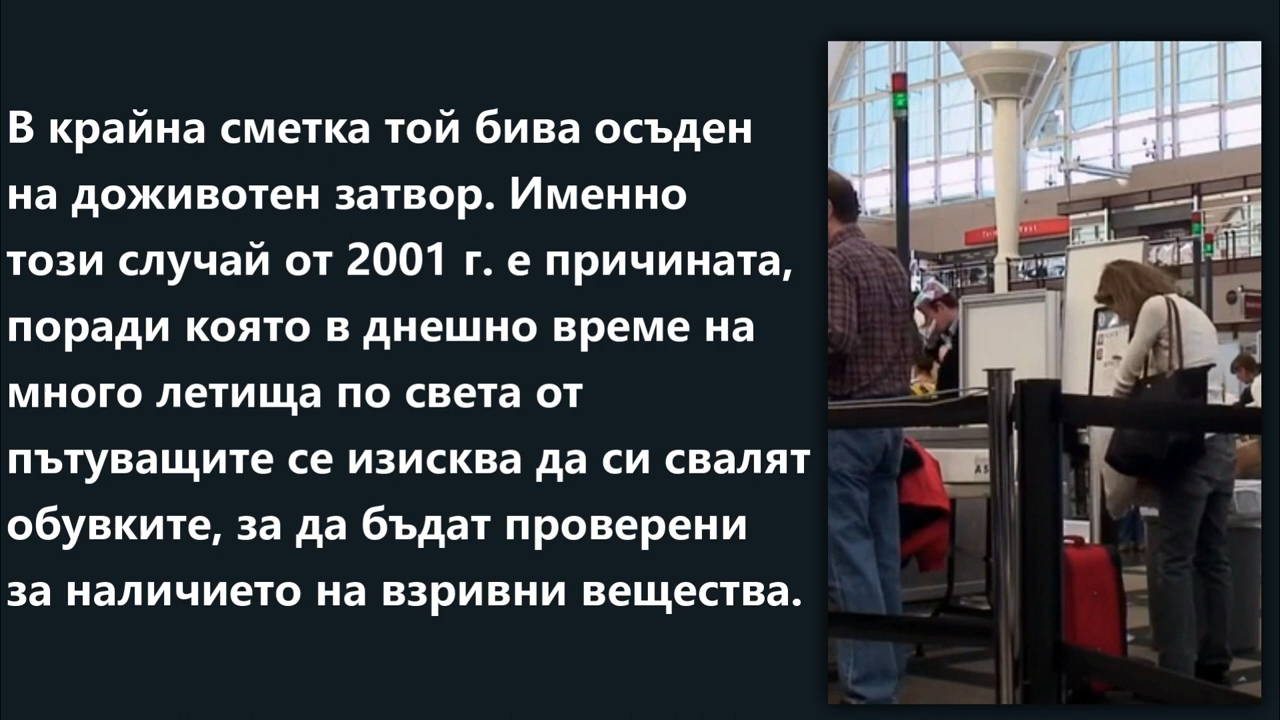 В крайна сметка той бива осъден
на доживотен затвор. Именно
този случай от 2001 г. е причината,
поради която в днешно време на
много летища по света от
пътуващите се изисква да си свалят
обувките, за да бъдат проверени
за наличието на взривни вещества.